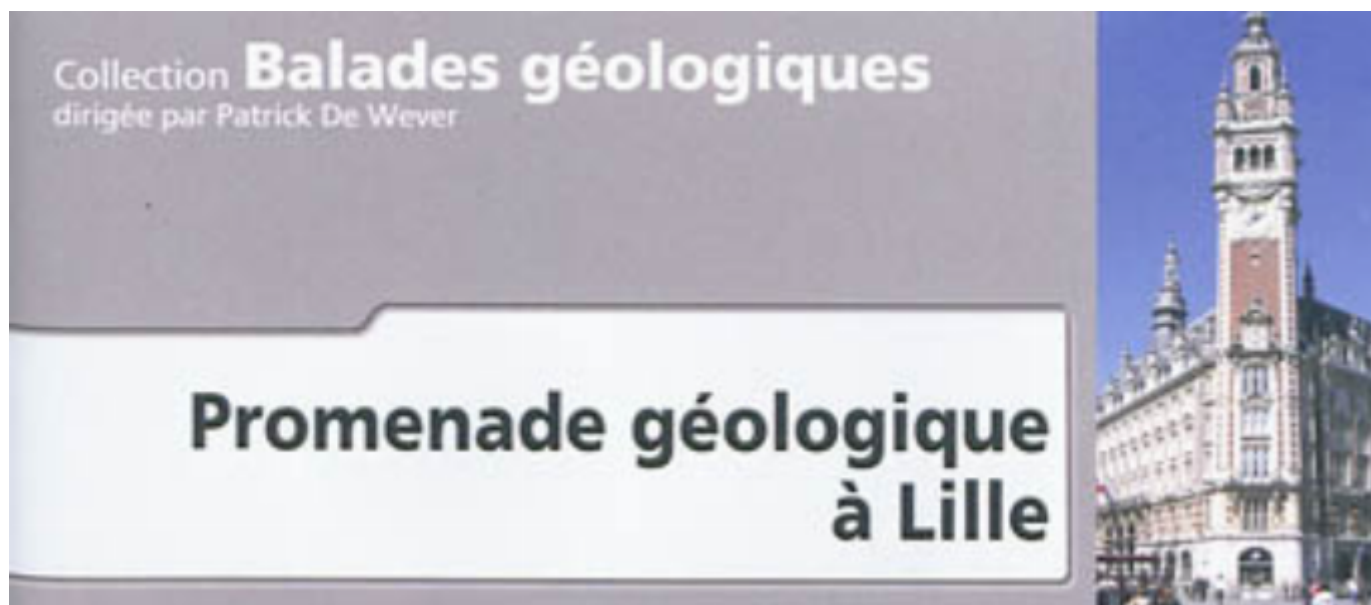 Collection Balades géologiques
dirigée par Patrick De Wever
Promenade géologique
à Lille